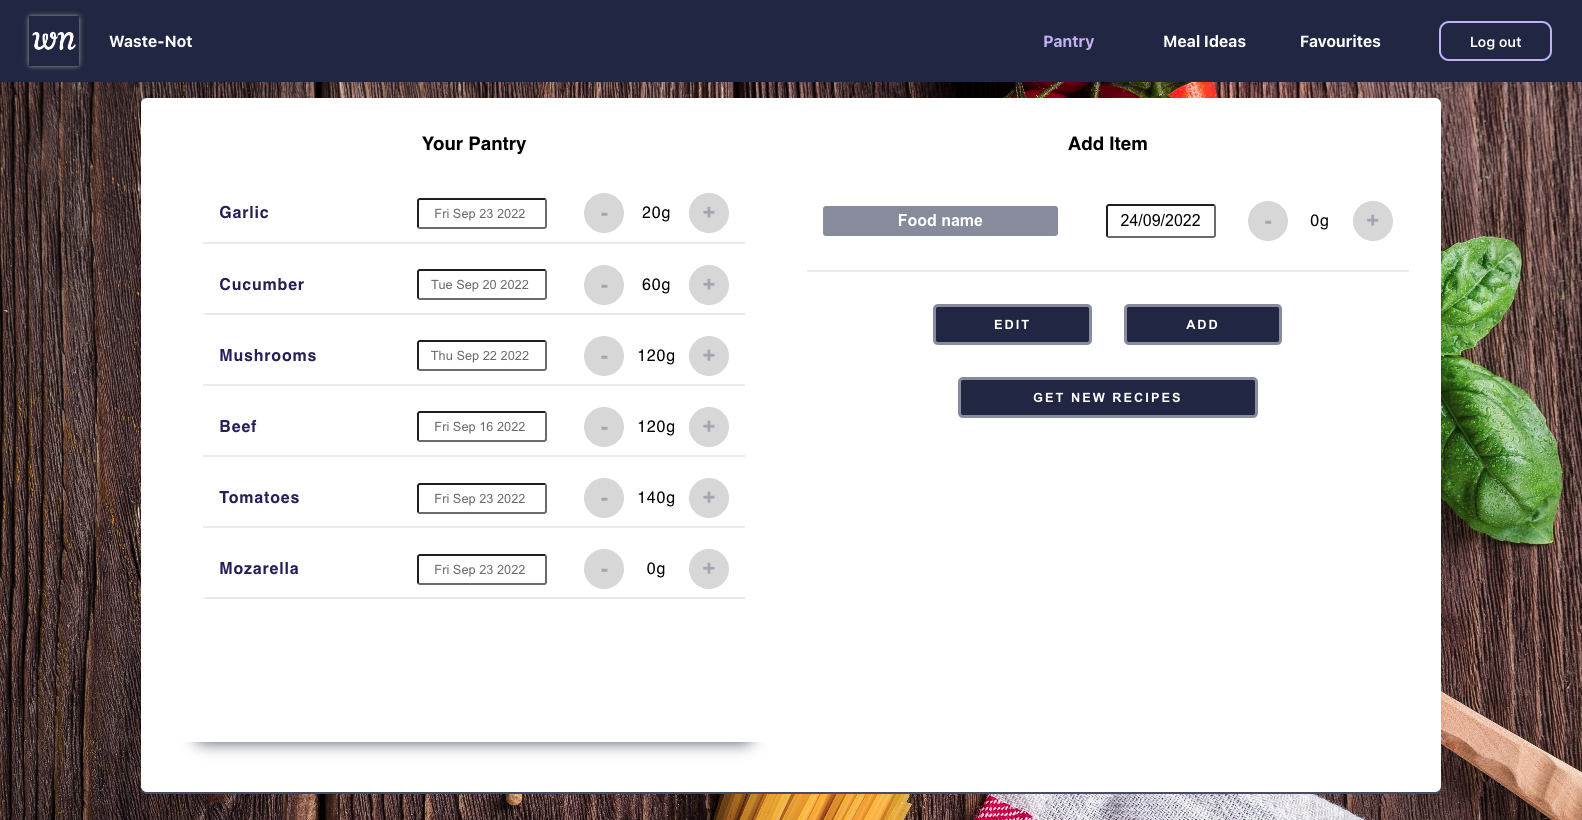 wn
Waste-Not
Pantry
Meal Ideas
Favourites
Log out
Your Pantry
Garlic
Fri Sep 23 2022
-
20g
+
Cucumber
Tue Sep 20 2022
-
60g
+
Mushrooms
Thu Sep 22 2022
-
120g
+
Beef
Fri Sep 16 2022
-
120g
+
Tomatoes
Fri Sep 23 2022
-
140g
+
Mozarella
Fri Sep 23 2022
-
0g
+
Add Item
Food name
24/09/2022
-
0g
+
EDIT
ADD
GET NEW RECIPES